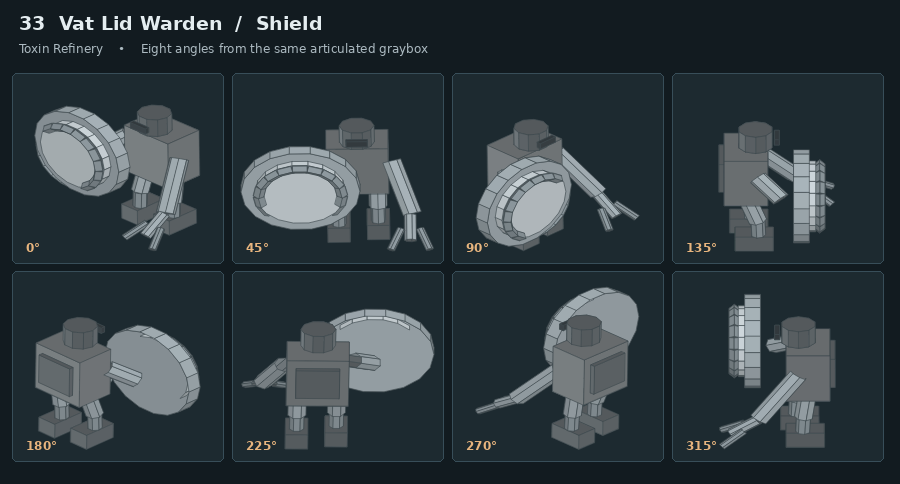 33 Vat Lid Warden / Shield
Toxin Refinery • Eight angles from the same articulated graybox
0° 45° 90° 135°
180° 225° 270° 315°